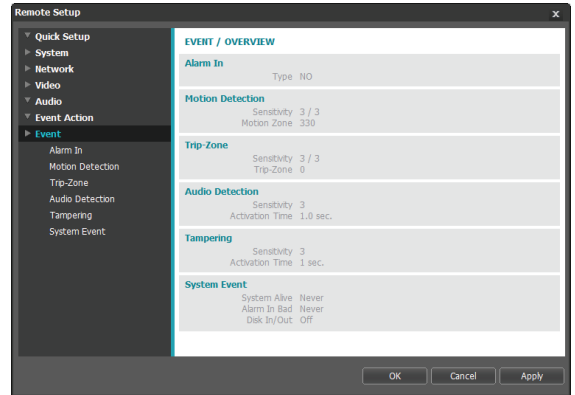 Remote Setup x
Quick Setup
System
Network
Video
Audio
Event Action
Event
Alarm In
Motion Detection
Trip-Zone
Audio Detection
Tampering
System Event
EVENT / OVERVIEW
Alarm In
Type NO
Motion Detection
Sensitivity 3 / 3
Motion Zone 330
Trip-Zone
Sensitivity 3 / 3
Trip-Zone 0
Audio Detection
Sensitivity 3
Activation Time 1.0 sec.
Tampering
Sensitivity 3
Activation Time 1 sec.
System Event
System Alive Never
Alarm In Bad Never
Disk In/Out Off
OK Cancel Apply